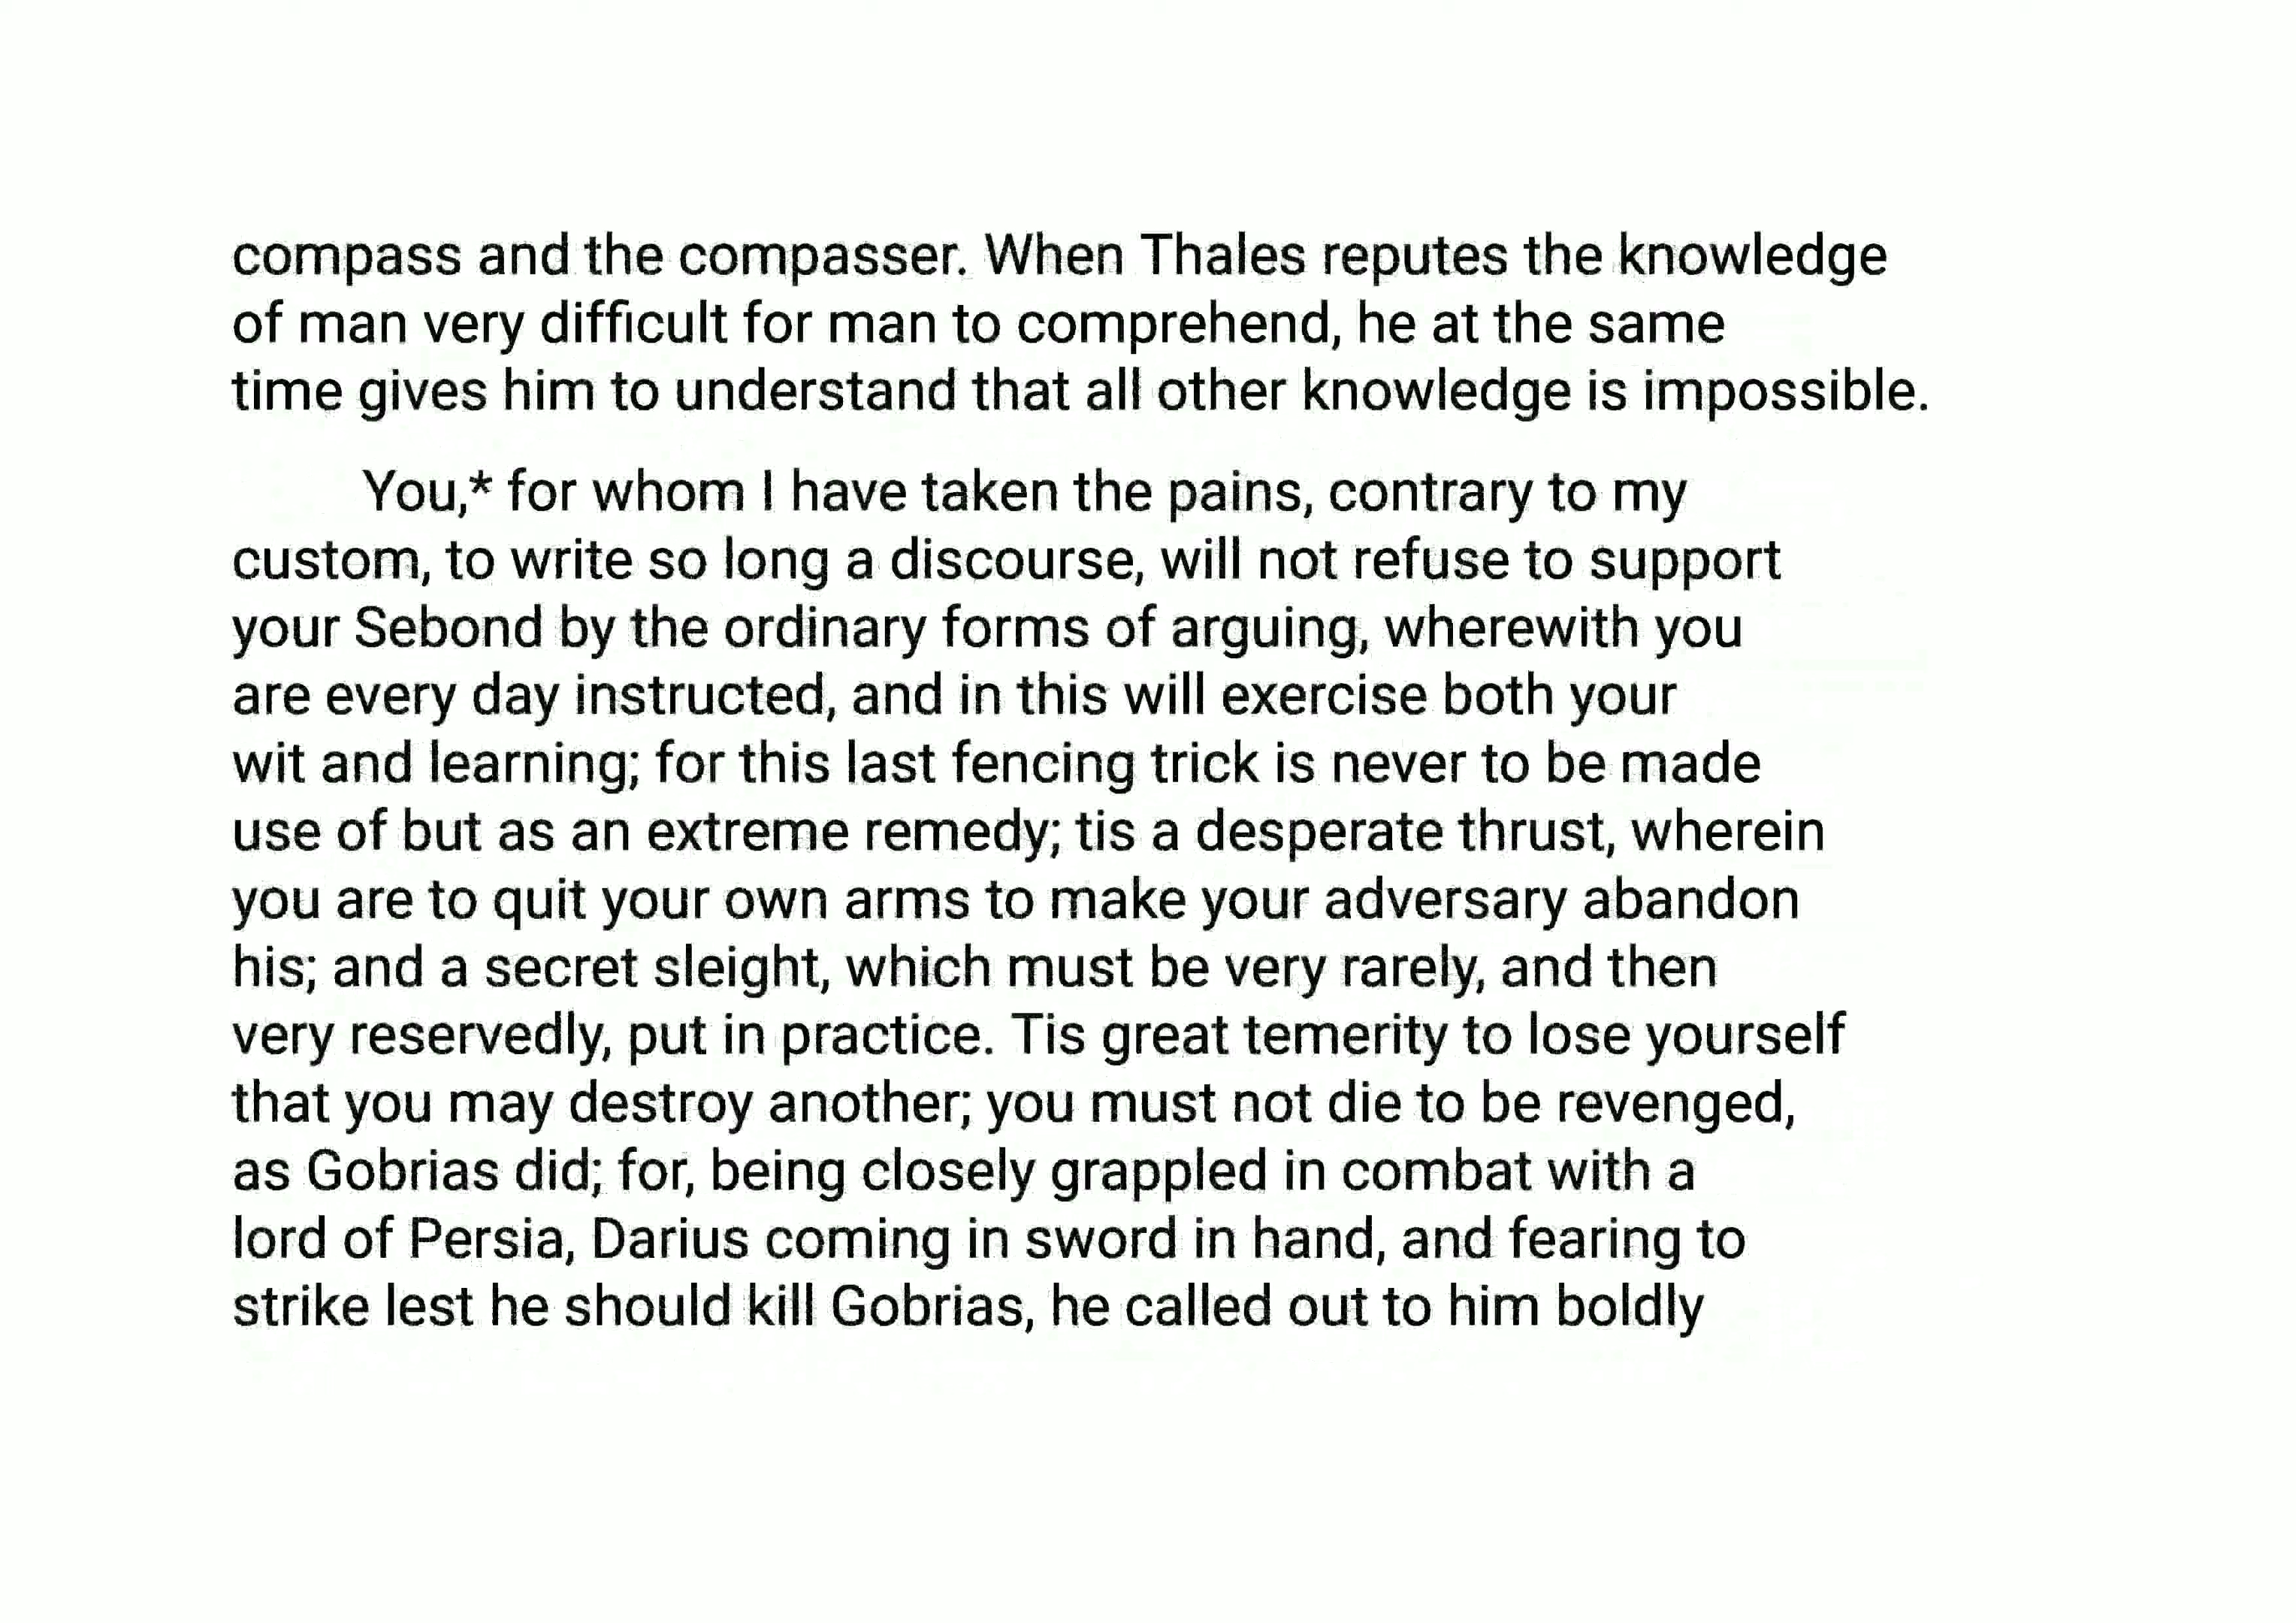 compass and the compasser. When Thales reputes the knowledge
of man very difficult for man to comprehend, he at the same
time gives him to understand that all other knowledge is impossible.
You,* for whom I have taken the pains, contrary to my
custom, to write so long a discourse, will not refuse to support
your Sebond by the ordinary forms of arguing, wherewith you
are every day instructed, and in this will exercise both your
wit and learning; for this last fencing trick is never to be made
use of but as an extreme remedy; tis a desperate thrust, wherein
you are to quit your own arms to make your adversary abandon
his; and a secret sleight, which must be very rarely, and then
very reservedly, put in practice. Tis great temerity to lose yourself
that you may destroy another; you must not die to be revenged,
as Gobrias did; for, being closely grappled in combat with a
lord of Persia, Darius coming in sword in hand, and fearing to
strike lest he should kill Gobrias, he called out to him boldly